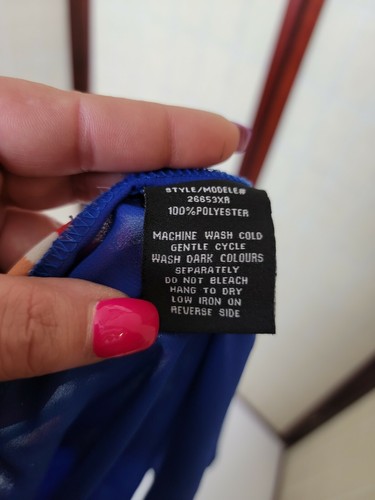 STYLE/MODELE#
26653XR
100%POLYESTER
MACHINE WASH COLD
GENTLE CYCLE
WASH DARK COLOURS
SEPARATELY
DO NOT BLEACH
HANG TO DRY
LOW IRON ON
REVERSE SIDE